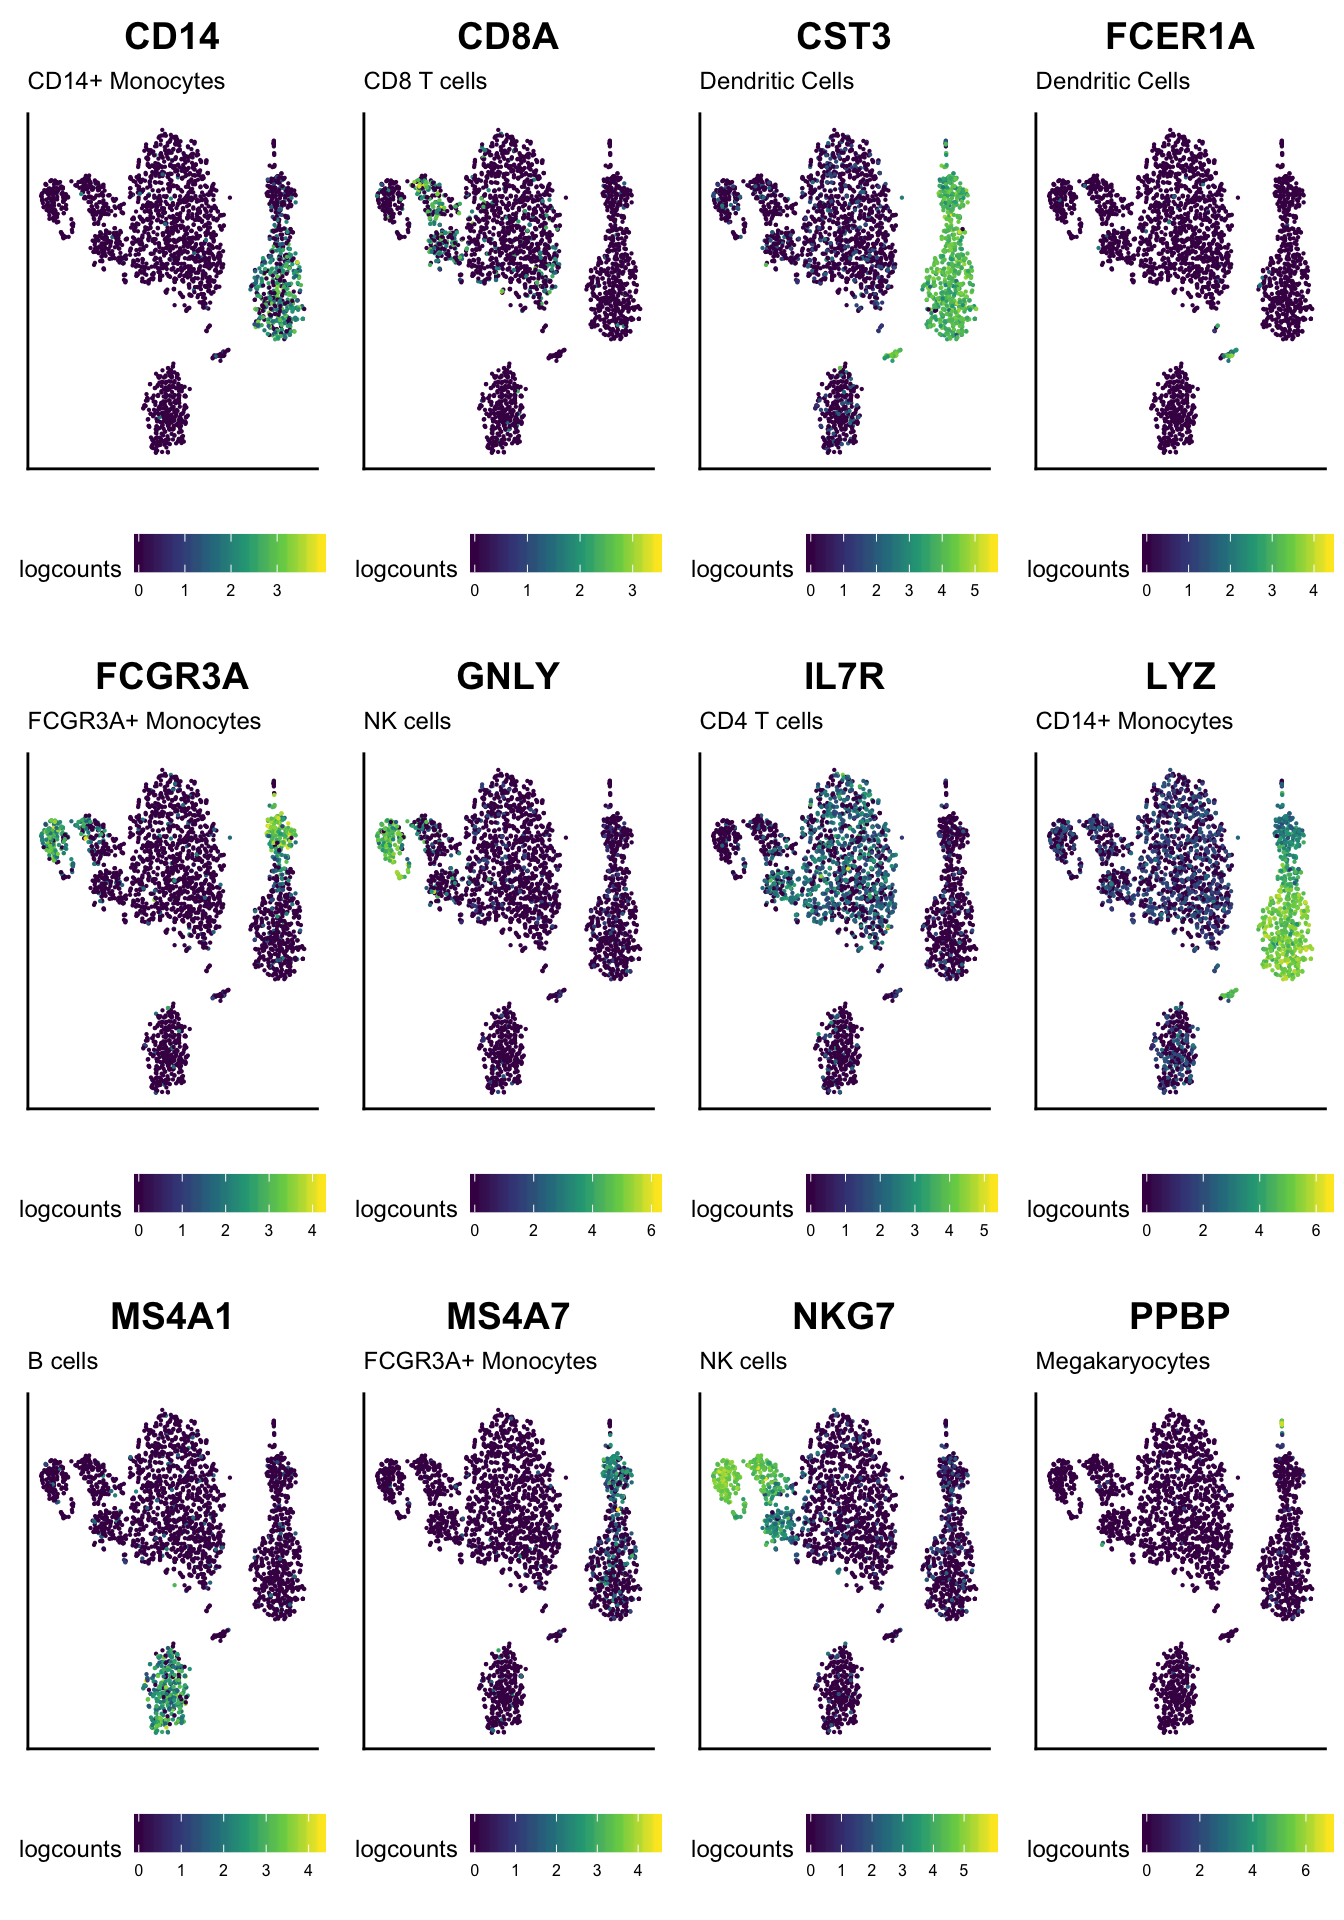 CD14 CD8A CST3 FCER1A
CD14+ Monocytes CD8 T cells Dendritic Cells Dendritic Cells
logcounts logcounts logcounts logcounts
0 1 2 3 0 1 2 3 0 1 2 3 4 5 0 1 2 3 4
FCGR3A GNLY IL7R LYZ
FCGR3A+ Monocytes NK cells CD4 T cells CD14+ Monocytes
logcounts logcounts logcounts logcounts
0 1 2 3 4 0 2 4 6 0 1 2 3 4 5 0 2 4 6
MS4A1 MS4A7 NKG7 PPBP
B cells FCGR3A+ Monocytes NK cells Megakaryocytes
logcounts logcounts logcounts logcounts
0 1 2 3 4 0 1 2 3 4 0 1 2 3 4 5 0 2 4 6